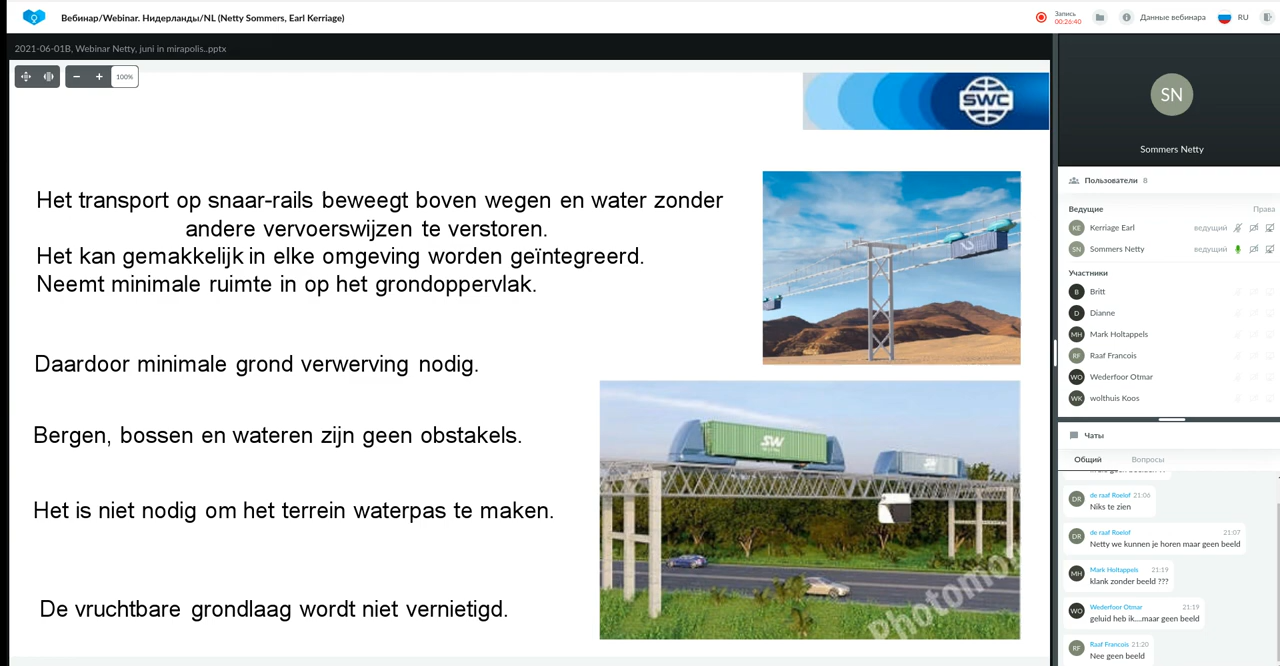 Вебинар/Webinar. Нидерланды/NL (Netty Sommers, Earl Kerriage)
Запись
00:26:40
Данные вебинара
RU
2021-06-01B, Webinar Netty, juni in mirapolis..pptx
100%
SWC
Het transport op snaar-rails beweegt boven wegen en water zonder
andere vervoerswijzen te verstoren.
Het kan gemakkelijk in elke omgeving worden geïntegreerd.
Neemt minimale ruimte in op het grondoppervlak.
Daardoor minimale grond verwerving nodig.
Bergen, bossen en wateren zijn geen obstakels.
Het is niet nodig om het terrein waterpas te maken.
De vruchtbare grondlaag wordt niet vernietigd.
SW
Photomo
SN
Sommers Netty
Пользователи 8
Ведущие Права
KE Kerriage Earl ведущий
SN Sommers Netty ведущий
Участники
B Britt
D Dianne
MH Mark Holtappels
RF Raaf Francois
WO Wederfoor Otmar
WK wolthuis Koos
Чаты
Общий Вопросы
DR de raaf Roelof 21:06
Niks te zien
DR de raaf Roelof 21:07
Netty we kunnen je horen maar geen beeld
MH Mark Holtappels 21:19
klank zonder beeld ???
WO Wederfoor Otmar 21:19
geluid heb ik....maar geen beeld
RF Raaf Francois 21:20
Nee geen beeld